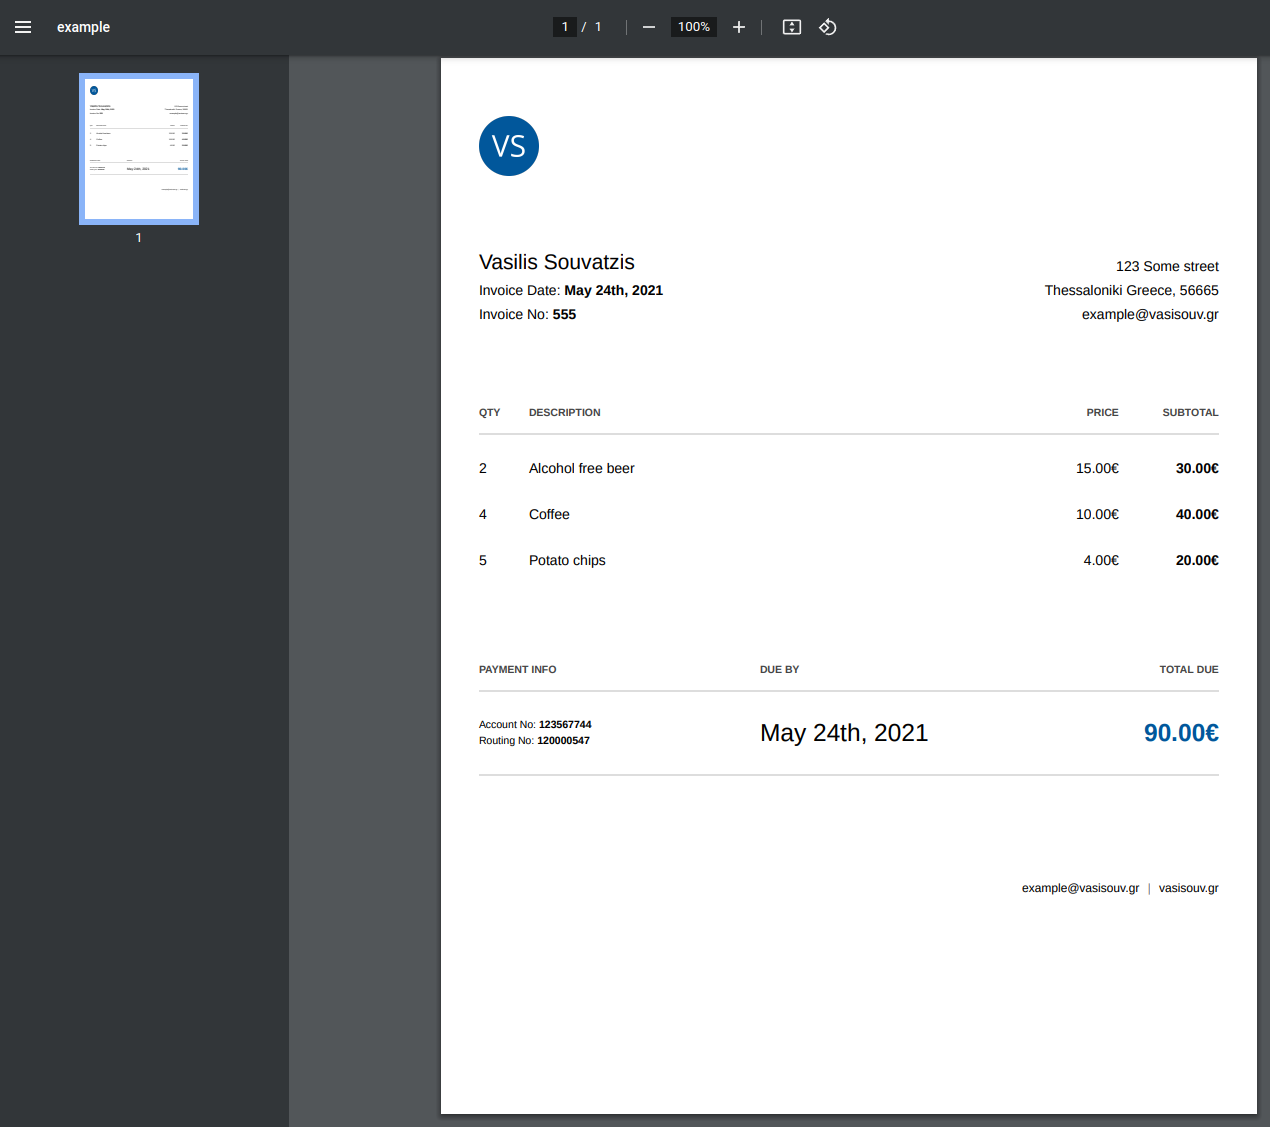 example
1 / 1
100%
1
VS
Vasilis Souvatzis
Invoice Date: May 24th, 2021
Invoice No: 555
123 Some street
Thessaloniki Greece, 56665
example@vasisouv.gr
QTY DESCRIPTION PRICE SUBTOTAL
2 Alcohol free beer 15.00€ 30.00€
4 Coffee 10.00€ 40.00€
5 Potato chips 4.00€ 20.00€
PAYMENT INFO DUE BY TOTAL DUE
Account No: 123567744
Routing No: 120000547
May 24th, 2021
90.00€
example@vasisouv.gr | vasisouv.gr